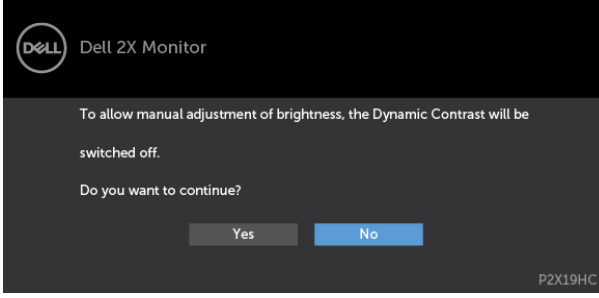 DELL
Dell 2X Monitor
To allow manual adjustment of brightness, the Dynamic Contrast will be
switched off.
Do you want to continue?
Yes No
P2X19HC